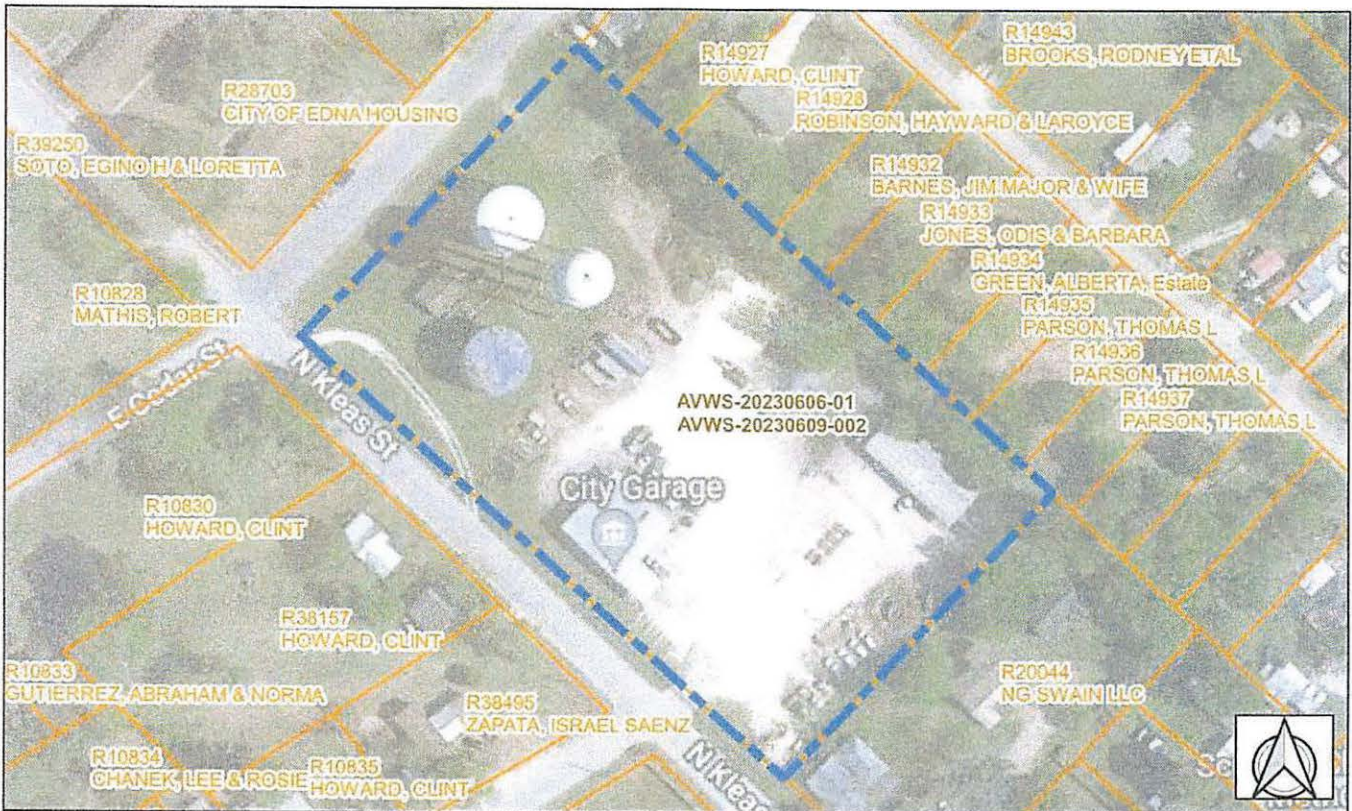 R14943
BROOKS, RODNEY ETAL
R14927
HOWARD, CLINT
R14928
ROBINSON, HAYWARD & LAROYCE
R28703
CITY OF EDNA HOUSING
R39250
SOTO, EGINO H & LORETTA
R14932
BARNES, JIM MAJOR & WIFE
R14933
JONES, ODIS & BARBARA
R14934
GREEN, ALBERTA, Estate
R14935
PARSON, THOMAS L
R14936
PARSON, THOMAS L
R14937
PARSON, THOMAS L
R10828
MATHIS, ROBERT
E Cedar St
N Kleas St
AVWS-20230606-01
AVWS-20230609-002
City Garage
R10830
HOWARD, CLINT
R38157
HOWARD, CLINT
R10833
GUTIERREZ, ABRAHAM & NORMA
R38495
ZAPATA, ISRAEL SAENZ
R20044
NG SWAIN LLC
R10834
CHANEK, LEE & ROSIE
R10835
HOWARD, CLINT
N Kleas